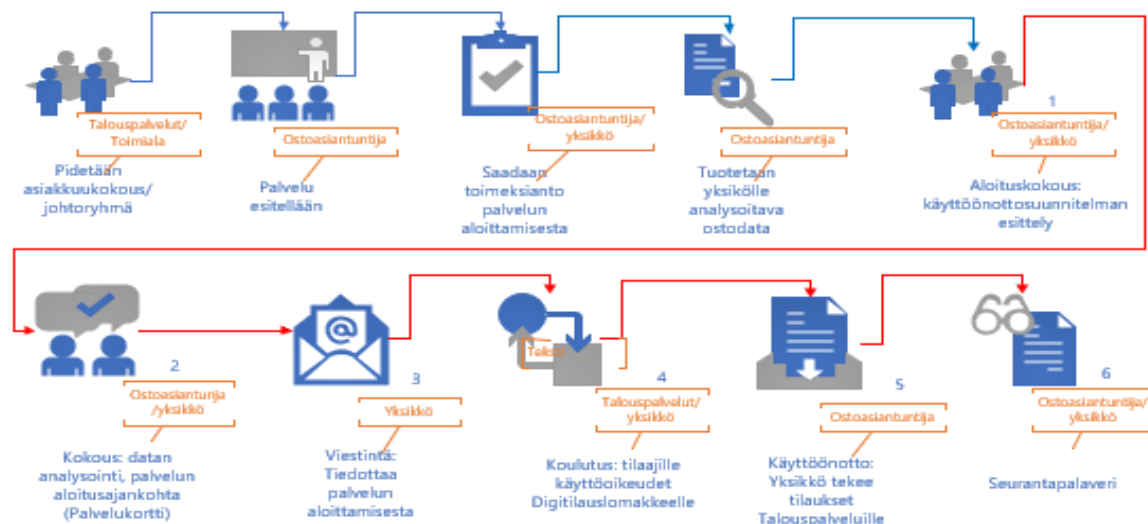 Talouspalvelut/
Toimiala
Pidetään
asiakkuukokous/
johtoryhmä
Ostoasiantuntija
Palvelu
esitellään
Ostoasiantuntija/
yksikkö
Saadaan
toimeksianto
palvelun
aloittamisesta
Ostoasiantuntija
Tuotetaan
yksikölle
analysoitava
ostodata
1
Ostoasiantuntija/
yksikkö
Aloituskokous:
käyttöönottosuunnitelman
esittely
2
Ostoasiantunja
/yksikkö
Kokous: datan
analysointi, palvelun
aloitusajankohta
(Palvelukortti)
@
3
Yksikkö
Viestintä:
Tiedottaa
palvelun
aloittamisesta
4
Talouspalvelut/
yksikkö
Koulutus: tilaajille
käyttöoikeudet
Digitilauslomakkeelle
5
Ostoasiantuntija
Käyttöönotto:
Yksikkö tekee
tilaukset
Talouspalveluille
6
Ostoasiantuntija/
yksikkö
Seurantapalaveri